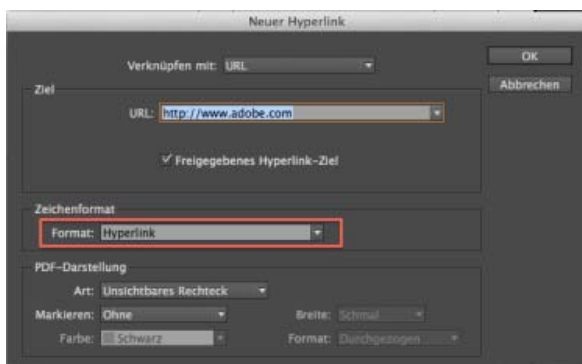 Neuer Hyperlink
Verknüpfen mit: URL
OK
Abbrechen
Ziel
URL: http://www.adobe.com
Freigegebenes Hyperlink-Ziel
Zeichenformat
Format: Hyperlink
PDF-Darstellung
Art: Unsichtbares Rechteck
Markieren: Ohne Breite: Schmal
Farbe: Schwarz Format: Durchgezogen